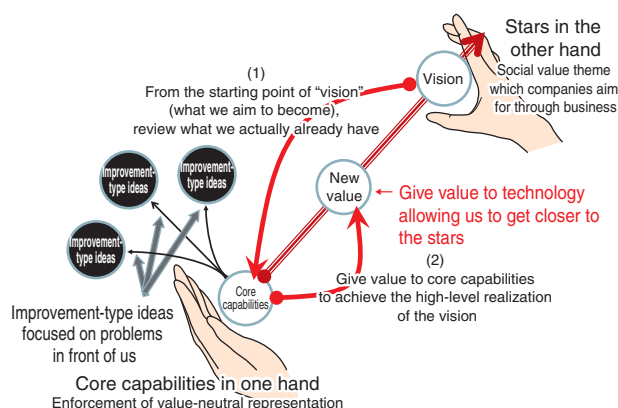 Stars in the
other hand
Social value theme
which companies aim
for through business
Vision
(1)
From the starting point of “vision”
(what we aim to become),
review what we actually already have
Improvement-
type ideas
Improvement-
type ideas
Improvement-
type ideas
New
value
← Give value to technology
allowing us to get closer to
the stars
(2)
Give value to core capabilities
to achieve the high-level realization
of the vision
Core
capabilities
Improvement-type ideas
focused on problems
in front of us
Core capabilities in one hand
Enforcement of value-neutral representation